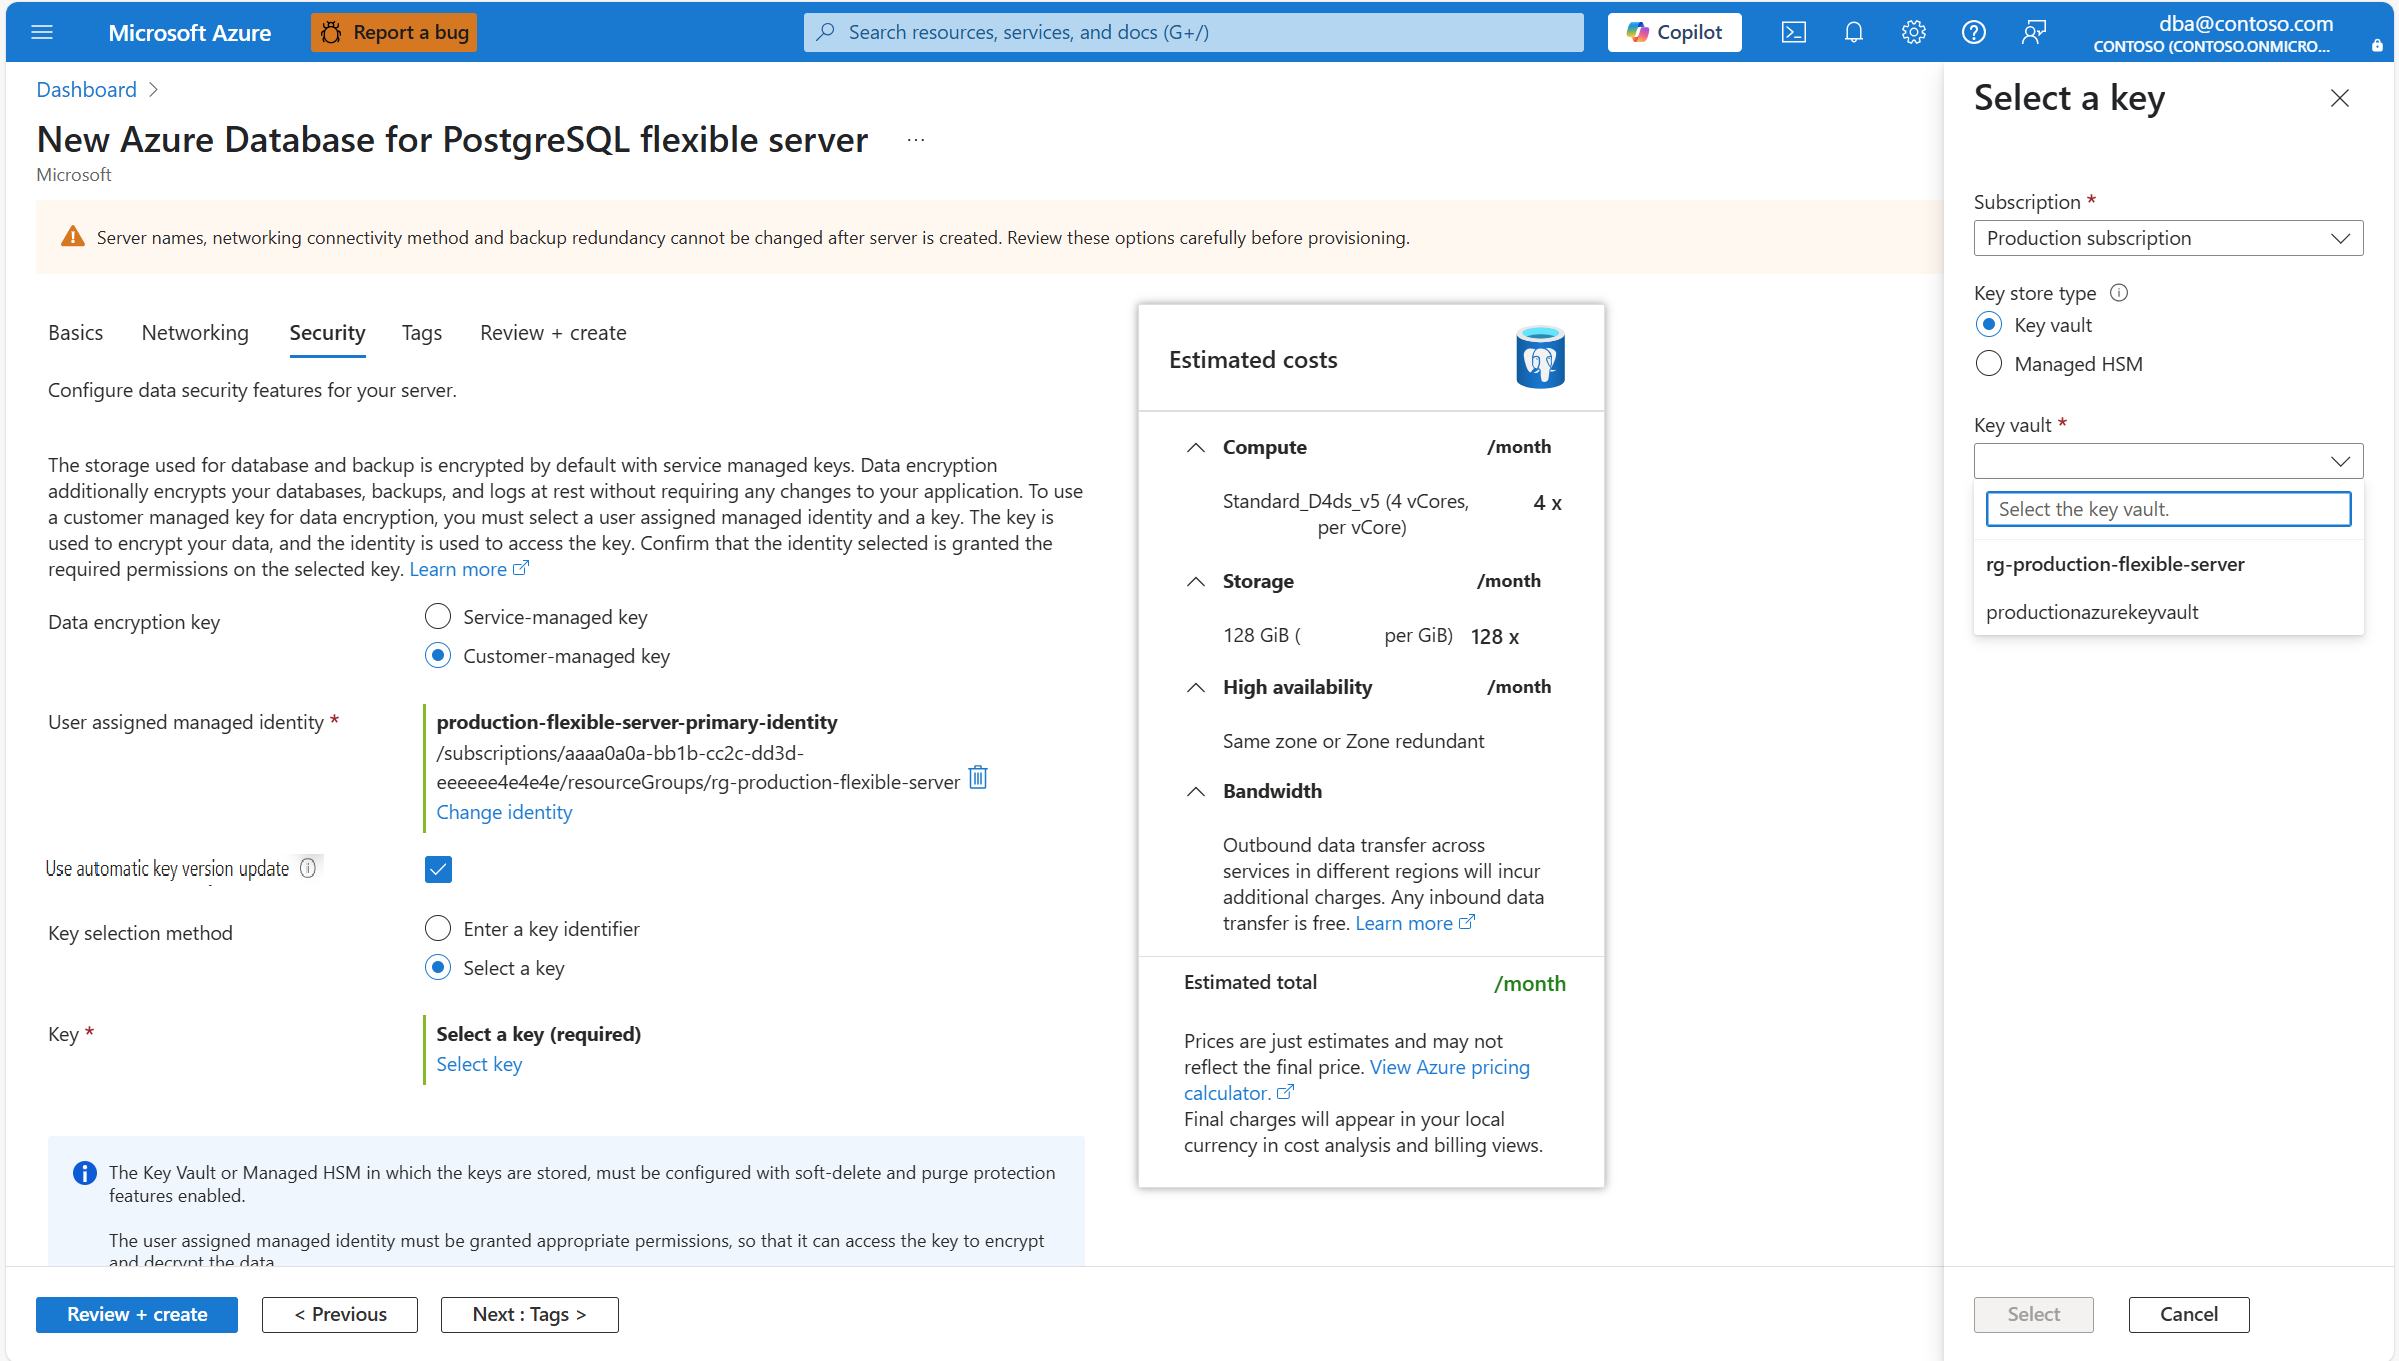 Microsoft Azure
Report a bug
Search resources, services, and docs (G+/)
Copilot
dba@contoso.com
CONTOSO (CONTOSO.ONMICRO...
Dashboard
New Azure Database for PostgreSQL flexible server
...
Microsoft
Server names, networking connectivity method and backup redundancy cannot be changed after server is created. Review these options carefully before provisioning.
Basics
Networking
Security
Tags
Review + create
Configure data security features for your server.
The storage used for database and backup is encrypted by default with service managed keys. Data encryption
additionally encrypts your databases, backups, and logs at rest without requiring any changes to your application. To use
a customer managed key for data encryption, you must select a user assigned managed identity and a key. The key is
used to encrypt your data, and the identity is used to access the key. Confirm that the identity selected is granted the
required permissions on the selected key. Learn more
Data encryption key
Service-managed key
Customer-managed key
User assigned managed identity *
production-flexible-server-primary-identity
/subscriptions/aaaa0a0a-bb1b-cc2c-dd3d-
eeeeee4e4e4e/resourceGroups/rg-production-flexible-server
Change identity
Use automatic key version update
Key selection method
Enter a key identifier
Select a key
Key *
Select a key (required)
Select key
The Key Vault or Managed HSM in which the keys are stored, must be configured with soft-delete and purge protection
features enabled.
The user assigned managed identity must be granted appropriate permissions, so that it can access the key to encrypt
and decrypt the data.
Review + create
< Previous
Next : Tags >
Estimated costs
Compute /month
Standard_D4ds_v5 (4 vCores, 4 x
per vCore)
Storage /month
128 GiB ( per GiB) 128 x
High availability /month
Same zone or Zone redundant
Bandwidth
Outbound data transfer across
services in different regions will incur
additional charges. Any inbound data
transfer is free. Learn more
Estimated total /month
Prices are just estimates and may not
reflect the final price. View Azure pricing
calculator.
Final charges will appear in your local
currency in cost analysis and billing views.
Select a key
Subscription *
Production subscription
Key store type
Key vault
Managed HSM
Key vault *
Select the key vault.
rg-production-flexible-server
productionazurekeyvault
Select
Cancel